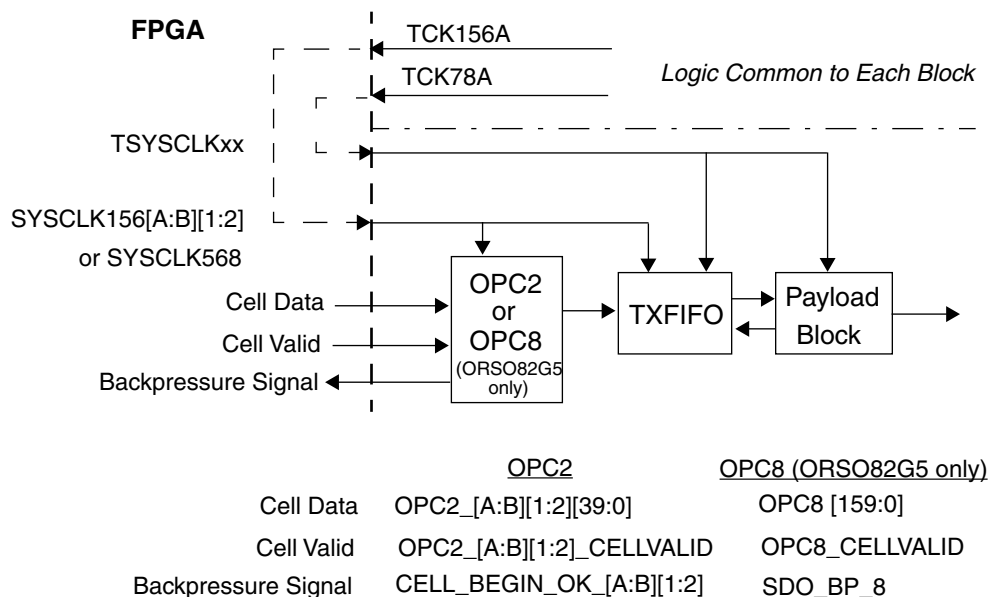 FPGA
TCK156A
TCK78A
Logic Common to Each Block
TSYSCLKxx
SYSCLK156[A:B][1:2]
or SYSCLK568
Cell Data
Cell Valid
Backpressure Signal
OPC2
or
OPC8
(ORSO82G5
only)
TXFIFO
Payload
Block
OPC2 OPC8 (ORSO82G5 only)
Cell Data OPC2_[A:B][1:2][39:0] OPC8 [159:0]
Cell Valid OPC2_[A:B][1:2]_CELLVALID OPC8_CELLVALID
Backpressure Signal CELL_BEGIN_OK_[A:B][1:2] SDO_BP_8